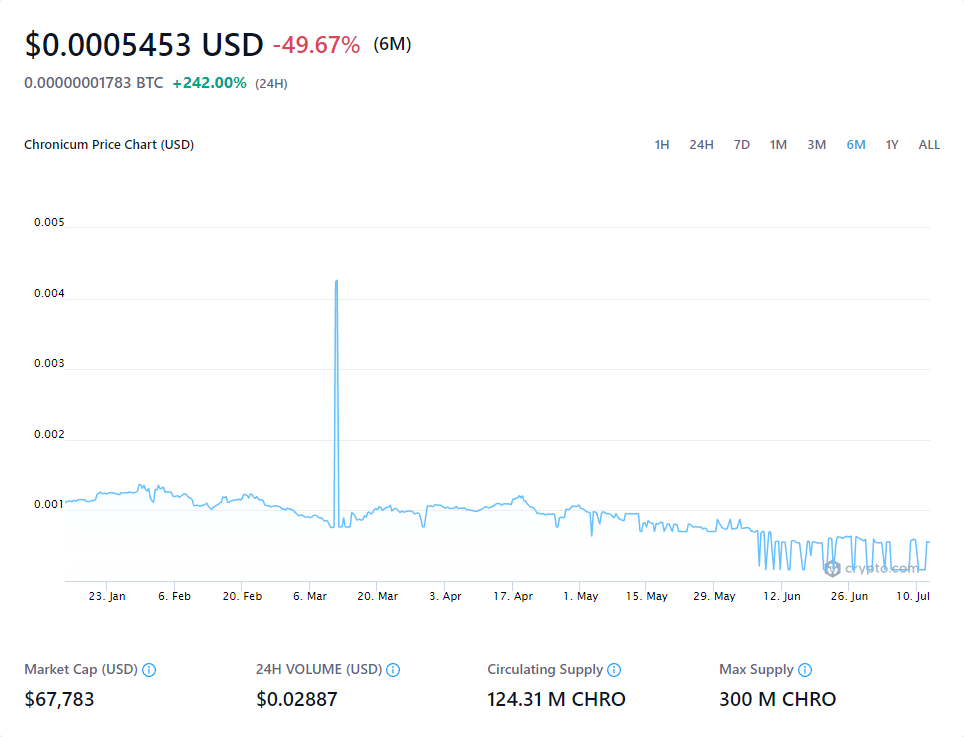 $0.0005453 USD -49.67% (6M)
0.00000001783 BTC +242.00% (24H)
Chronicum Price Chart (USD) 1H 24H 7D 1M 3M 6M 1Y ALL
0.005
0.004
0.003
0.002
0.001
crypto.com
23. Jan 6. Feb 20. Feb 6. Mar 20. Mar 3. Apr 17. Apr 1. May 15. May 29. May 12. Jun 26. Jun 10. Jul
Market Cap (USD) 24H VOLUME (USD) Circulating Supply Max Supply
$67,783 $0.02887 124.31 M CHRO 300 M CHRO